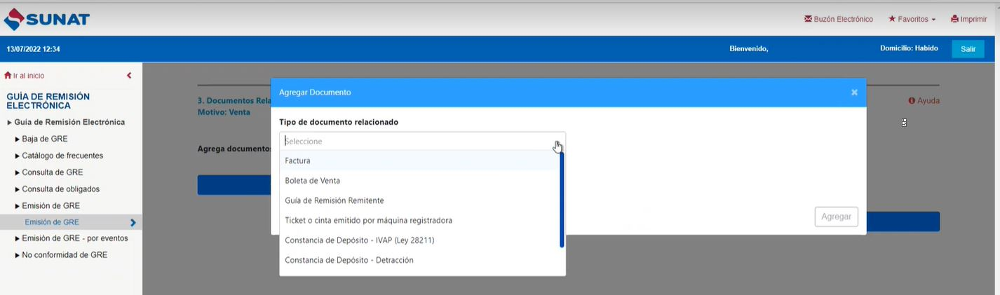 SUNAT
Buzón Electrónico
Favoritos
Imprimir
13/07/2022 12:34
Bienvenido,
Domicilio: Habido
Salir
Ir al inicio
GUÍA DE REMISIÓN
ELECTRÓNICA
Guía de Remisión Electrónica
Baja de GRE
Catálogo de frecuentes
Consulta de GRE
Consulta de obligados
Emisión de GRE
Emisión de GRE
Emisión de GRE - por eventos
No conformidad de GRE
3. Documentos Rela
Motivo: Venta
Ayuda
Agrega documento
Agregar Documento
×
Tipo de documento relacionado
Seleccione
Factura
Boleta de Venta
Guía de Remisión Remitente
Ticket o cinta emitido por máquina registradora
Constancia de Depósito - IVAP (Ley 28211)
Constancia de Depósito - Detracción
Agregar